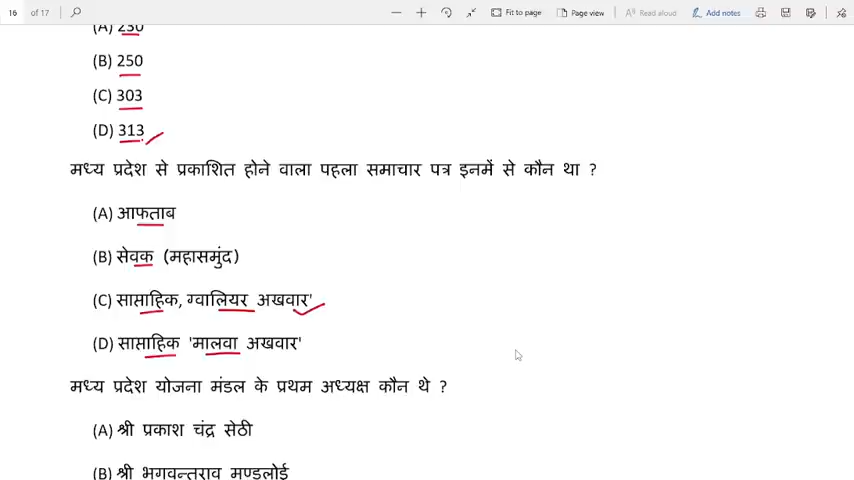 16 of 17 Fit to page Page view Read aloud Add notes
(A) 230
(B) 250
(C) 303
(D) 313
मध्य प्रदेश से प्रकाशित होने वाला पहला समाचार पत्र इनमें से कौन था ?
(A) आफताब
(B) सेवक (महासमुंद)
(C) साप्ताहिक, ग्वालियर अखवार'
(D) साप्ताहिक 'मालवा अखवार'
मध्य प्रदेश योजना मंडल के प्रथम अध्यक्ष कौन थे ?
(A) श्री प्रकाश चंद्र सेठी
(B) श्री भगवन्तराव मण्डलोई